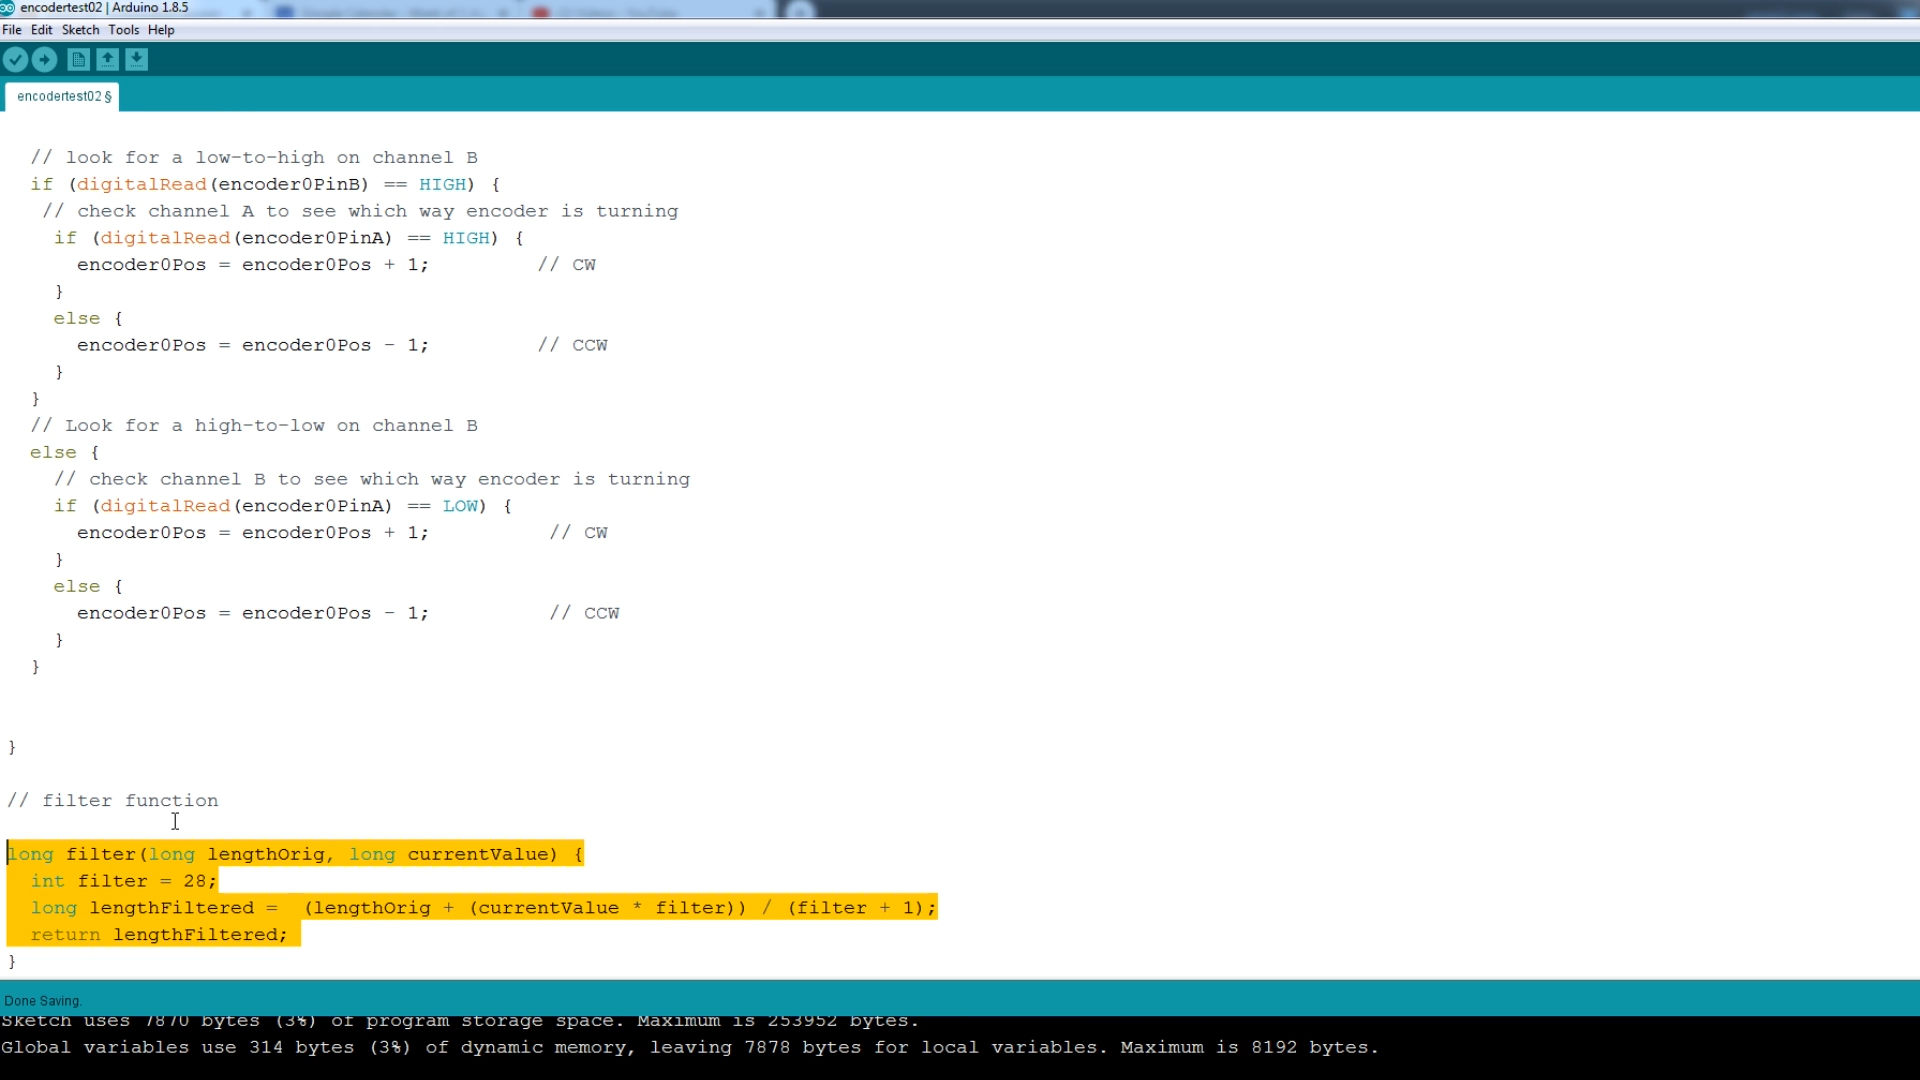 encodertest02 | Arduino 1.8.5
File Edit Sketch Tools Help
encodertest02 §
// look for a low-to-high on channel B
if (digitalRead(encoder0PinB) == HIGH) {
// check channel A to see which way encoder is turning
if (digitalRead(encoder0PinA) == HIGH) {
encoder0Pos = encoder0Pos + 1; // CW
}
else {
encoder0Pos = encoder0Pos - 1; // CCW
}
}
// Look for a high-to-low on channel B
else {
// check channel B to see which way encoder is turning
if (digitalRead(encoder0PinA) == LOW) {
encoder0Pos = encoder0Pos + 1; // CW
}
else {
encoder0Pos = encoder0Pos - 1; // CCW
}
}
}
// filter function
long filter(long lengthOrig, long currentValue) {
int filter = 28;
long lengthFiltered = (lengthOrig + (currentValue * filter)) / (filter + 1);
return lengthFiltered;
}
Done Saving.
Sketch uses 7870 bytes (3%) of program storage space. Maximum is 253952 bytes.
Global variables use 314 bytes (3%) of dynamic memory, leaving 7878 bytes for local variables. Maximum is 8192 bytes.